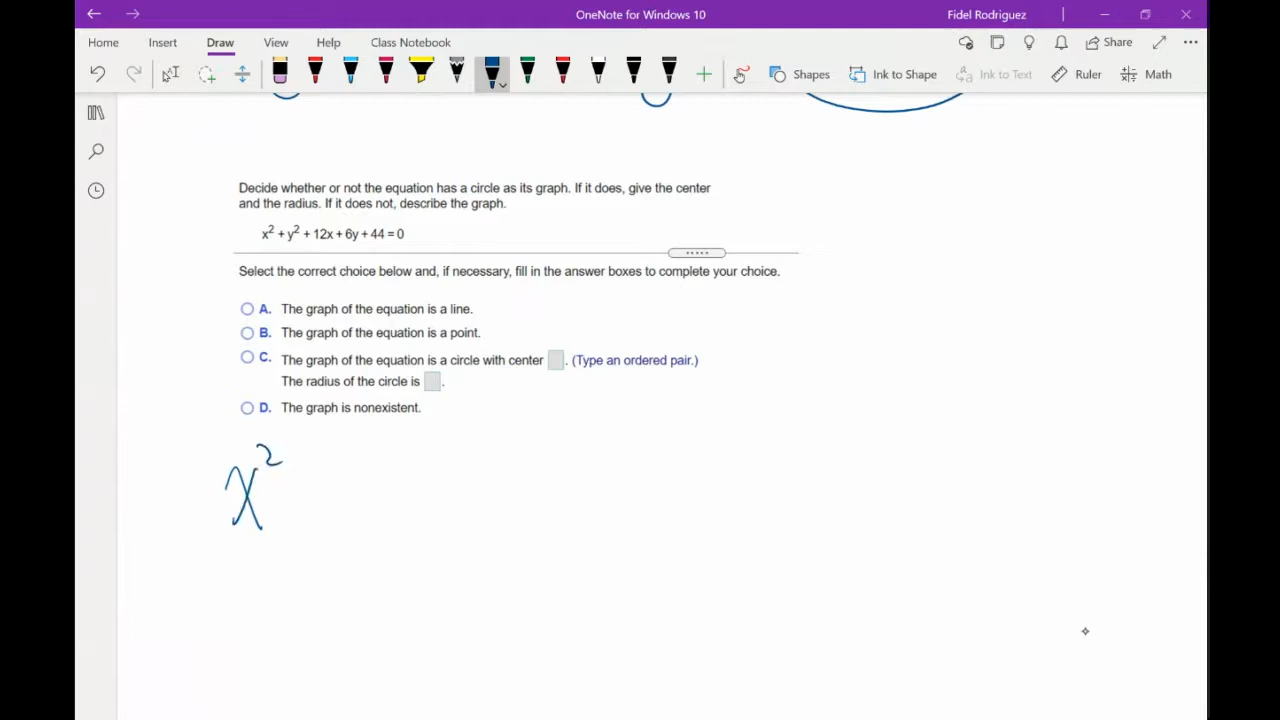 OneNote for Windows 10
Fidel Rodriguez
Home Insert Draw View Help Class Notebook
Share
Shapes Ink to Shape Ink to Text Ruler Math
Decide whether or not the equation has a circle as its graph. If it does, give the center
and the radius. If it does not, describe the graph.
x² + y² + 12x + 6y + 44 = 0
Select the correct choice below and, if necessary, fill in the answer boxes to complete your choice.
A. The graph of the equation is a line.
B. The graph of the equation is a point.
C. The graph of the equation is a circle with center . (Type an ordered pair.)
The radius of the circle is .
D. The graph is nonexistent.
x²